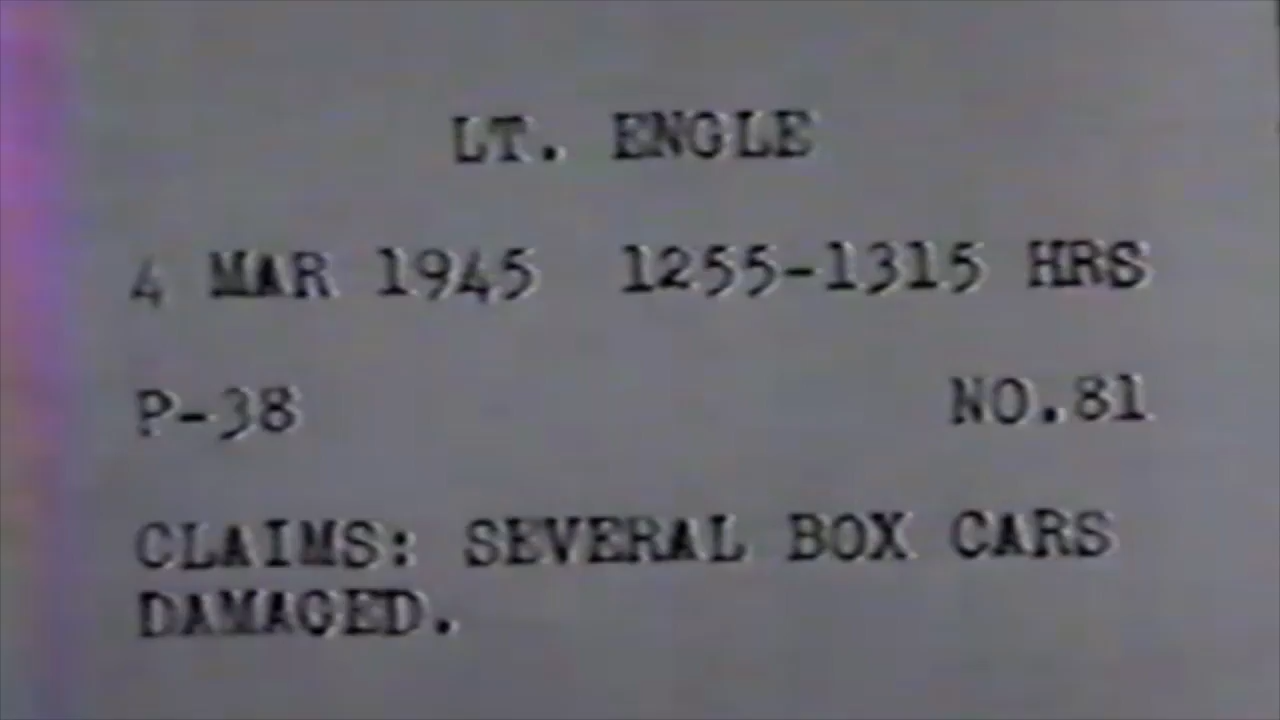 LT. ENGLE
4 MAR 1945 1255-1315 HRS
P-38 NO.81
CLAIMS: SEVERAL BOX CARS
DAMAGED.